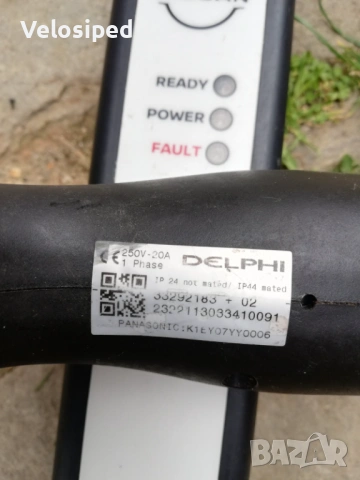 Velosiped
READY
POWER
FAULT
CE 250V-20A
1 Phase
DELPHI
IP 24 not mated/ IP44 mated
33292183 + 02
2322113033410091
PANASONIC:K1EY07YY0006
bazar